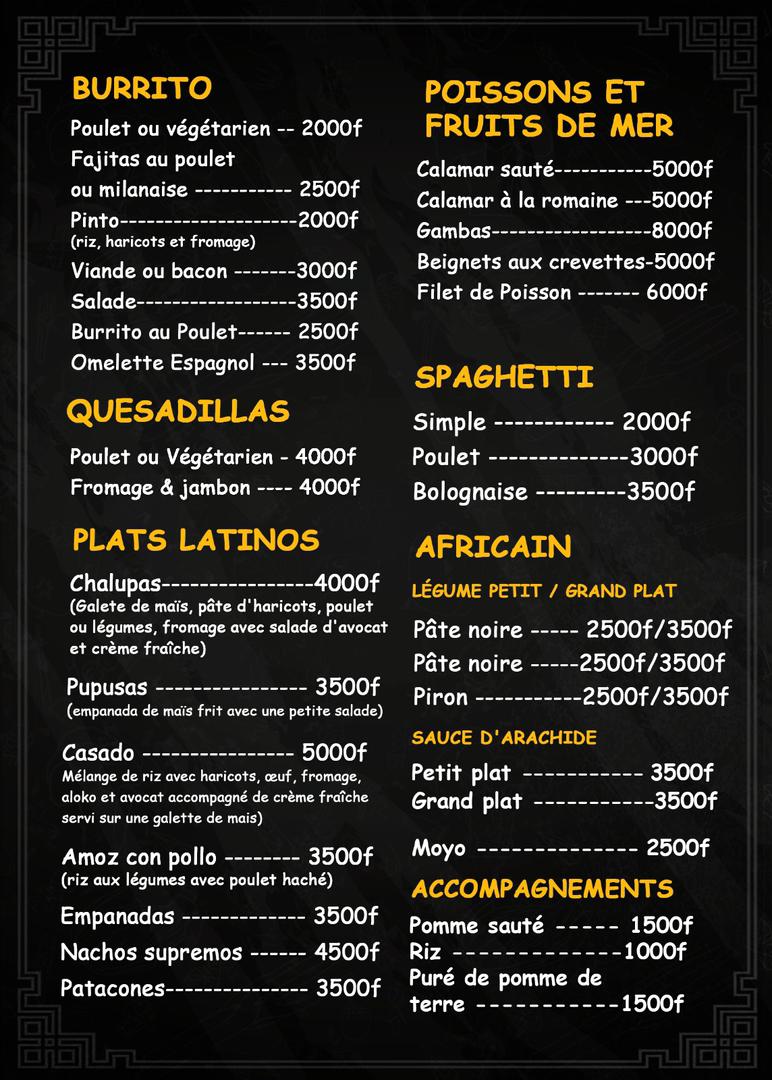 BURRITO
Poulet ou végétarien -- 2000f
Fajitas au poulet
ou milanaise ----------- 2500f
Pinto--------------------2000f
(riz, haricots et fromage)
Viande ou bacon -------3000f
Salade------------------3500f
Burrito au Poulet------ 2500f
Omelette Espagnol --- 3500f
QUESADILLAS
Poulet ou Végétarien - 4000f
Fromage & jambon ---- 4000f
PLATS LATINOS
Chalupas----------------4000f
(Galete de maïs, pâte d'haricots, poulet
ou légumes, fromage avec salade d'avocat
et crème fraîche)
Pupusas ---------------- 3500f
(empanada de maïs frit avec une petite salade)
Casado ---------------- 5000f
Mélange de riz avec haricots, œuf, fromage,
aloko et avocat accompagné de crème fraîche
servi sur une galette de mais)
Amoz con pollo -------- 3500f
(riz aux légumes avec poulet haché)
Empanadas ------------- 3500f
Nachos supremos ------ 4500f
Patacones--------------- 3500f
POISSONS ET
FRUITS DE MER
Calamar sauté-----------5000f
Calamar à la romaine ---5000f
Gambas------------------8000f
Beignets aux crevettes-5000f
Filet de Poisson ------- 6000f
SPAGHETTI
Simple ------------ 2000f
Poulet --------------3000f
Bolognaise ---------3500f
AFRICAIN
LÉGUME PETIT / GRAND PLAT
Pâte noire ----- 2500f/3500f
Pâte noire -----2500f/3500f
Piron -----------2500f/3500f
SAUCE D'ARACHIDE
Petit plat ------------ 3500f
Grand plat ------------3500f
Moyo -------------- 2500f
ACCOMPAGNEMENTS
Pomme sauté ----- 1500f
Riz -------------1000f
Puré de pomme de
terre -----------1500f